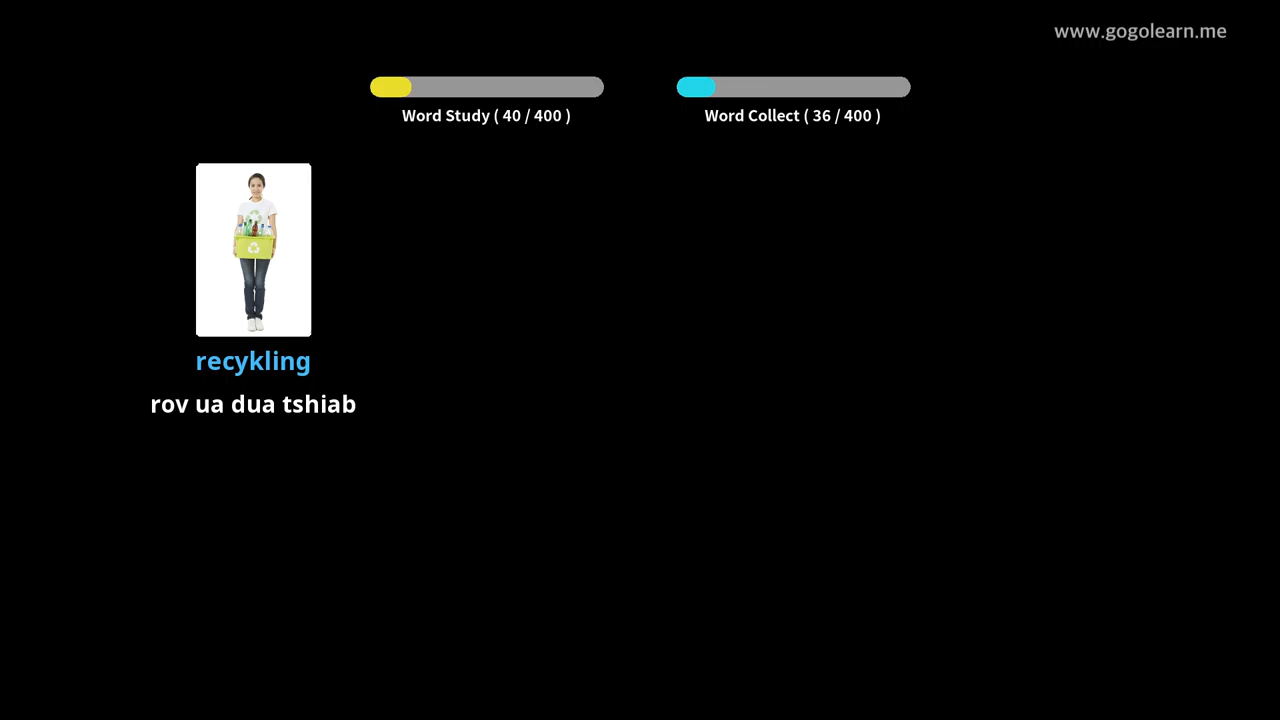 www.gogolearn.me
Word Study ( 40 / 400 )
Word Collect ( 36 / 400 )
recykling
rov ua dua tshiab